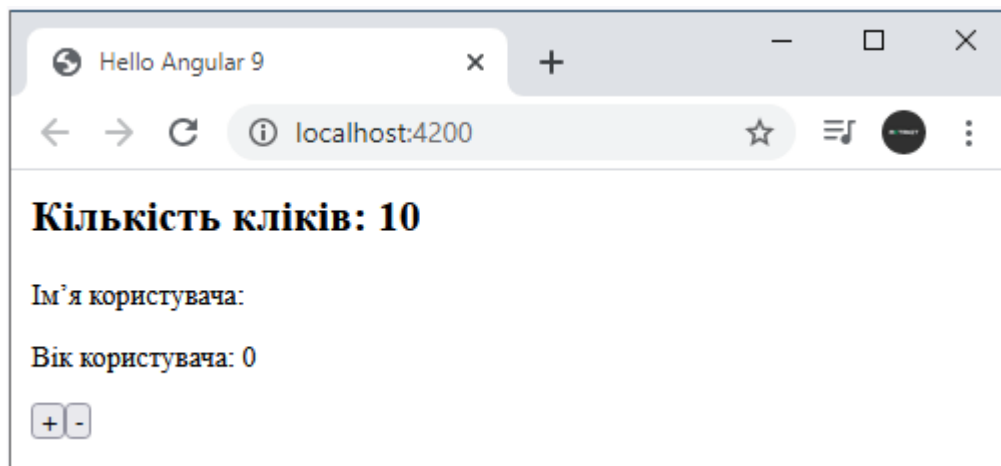 Hello Angular 9
localhost:4200
Кількість кліків: 10
Ім’я користувача:
Вік користувача: 0
+ -